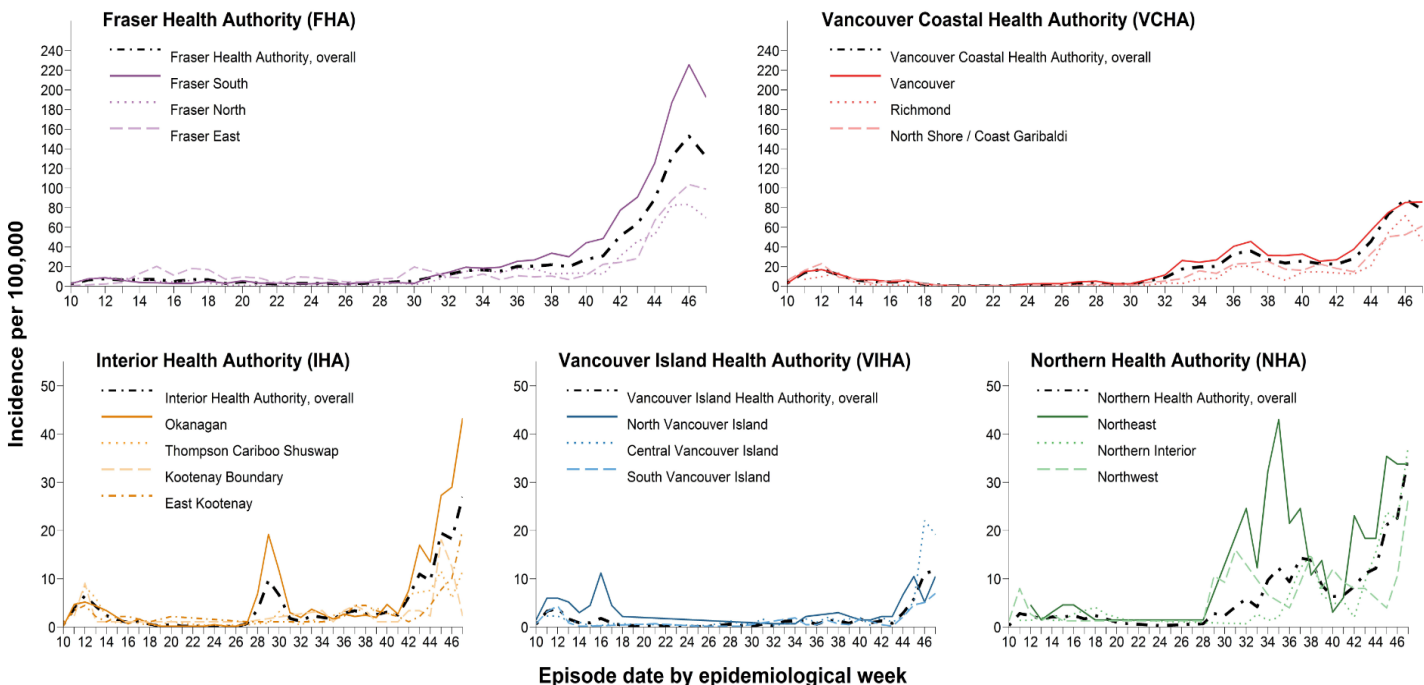 Fraser Health Authority (FHA)
Fraser Health Authority, overall
Fraser South
Fraser North
Fraser East
240
220
200
180
160
140
120
100
80
60
40
20
0
10 12 14 16 18 20 22 24 26 28 30 32 34 36 38 40 42 44 46
Vancouver Coastal Health Authority (VCHA)
Vancouver Coastal Health Authority, overall
Vancouver
Richmond
North Shore / Coast Garibaldi
240
220
200
180
160
140
120
100
80
60
40
20
0
10 12 14 16 18 20 22 24 26 28 30 32 34 36 38 40 42 44 46
Incidence per 100,000
Interior Health Authority (IHA)
Interior Health Authority, overall
Okanagan
Thompson Cariboo Shuswap
Kootenay Boundary
East Kootenay
50
40
30
20
10
0
10 12 14 16 18 20 22 24 26 28 30 32 34 36 38 40 42 44 46
Vancouver Island Health Authority (VIHA)
Vancouver Island Health Authority, overall
North Vancouver Island
Central Vancouver Island
South Vancouver Island
50
40
30
20
10
0
10 12 14 16 18 20 22 24 26 28 30 32 34 36 38 40 42 44 46
Northern Health Authority (NHA)
Northern Health Authority, overall
Northeast
Northern Interior
Northwest
50
40
30
20
10
0
10 12 14 16 18 20 22 24 26 28 30 32 34 36 38 40 42 44 46
Episode date by epidemiological week